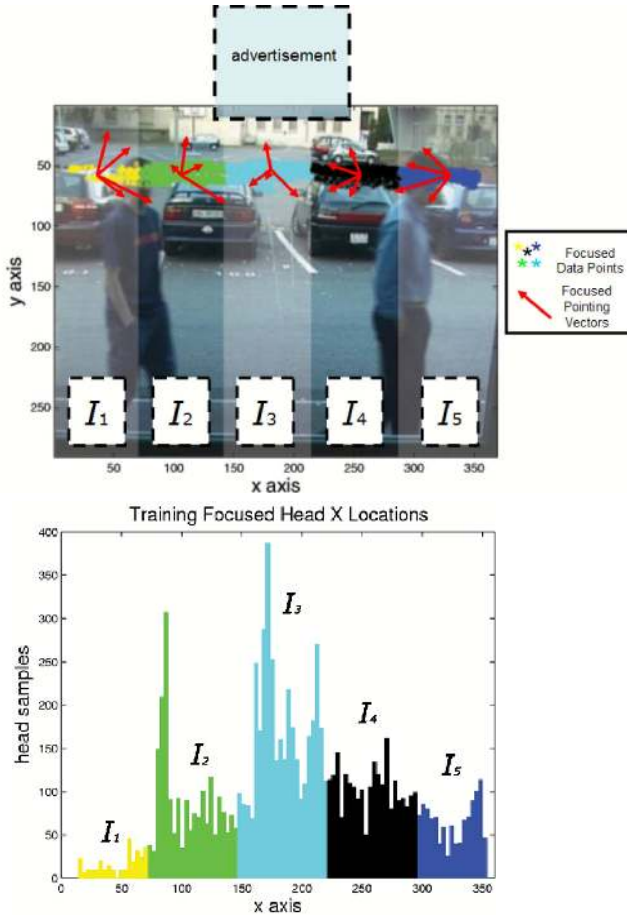 advertisement
y axis
50
100
150
200
250
I1
I2
I3
I4
I5
50
100
150
200
250
300
350
x axis
Focused
Data Points
Focused
Pointing
Vectors
Training Focused Head X Locations
head samples
400
350
300
250
200
150
100
50
0
I1
I2
I3
I4
I5
0
50
100
150
200
250
300
350
x axis